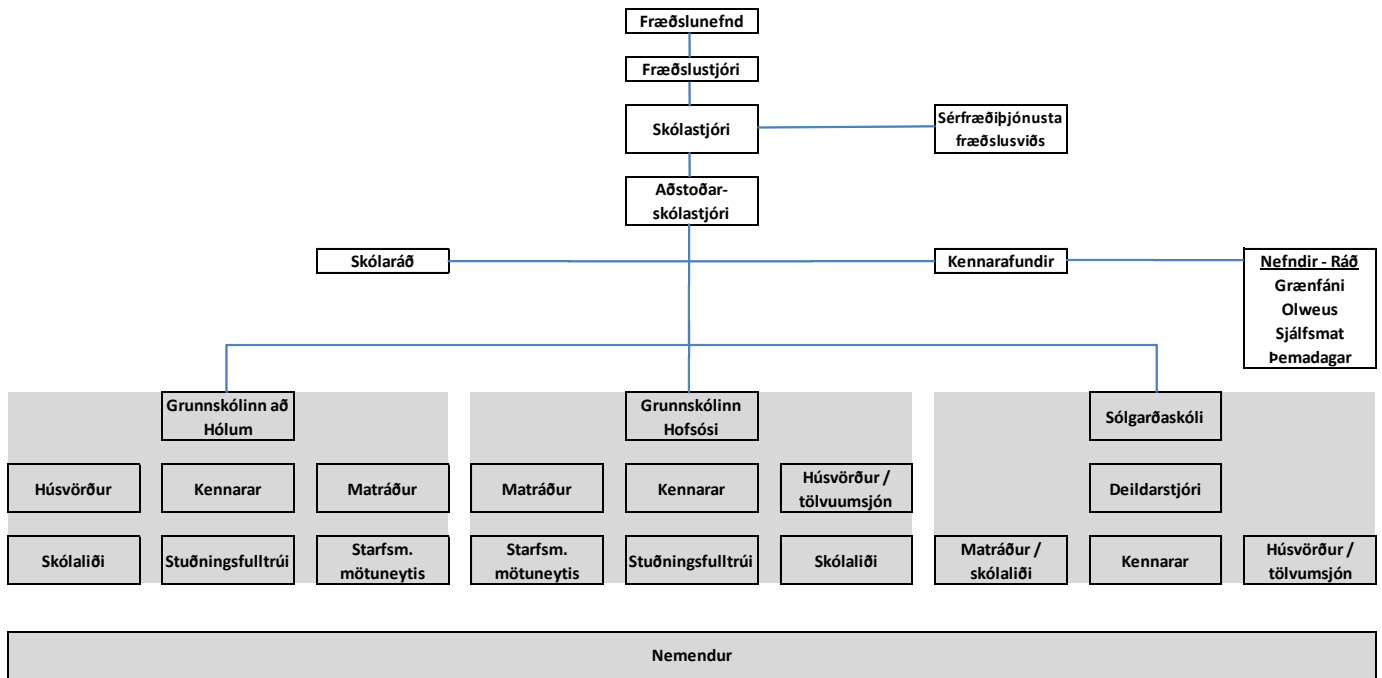 Fræðslunefnd
Fræðslustjóri
Skólastjóri
Sérfræðiþjónusta
fræðslusviðs
Aðstoðar-
skólastjóri
Skólaráð
Kennarafundir
Nefndir - Ráð
Grænfáni
Olweus
Sjálfsmat
Þemadagar
Grunnskólinn að
Hólum
Grunnskólinn
Hofsósi
Sólgarðaskóli
Húsvörður
Kennarar
Matráður
Matráður
Kennarar
Húsvörður /
tölvuumsjón
Deildarstjóri
Skólaliði
Stuðningsfulltrúi
Starfsm.
mötuneytis
Starfsm.
mötuneytis
Stuðningsfulltrúi
Skólaliði
Matráður /
skólaliði
Kennarar
Húsvörður /
tölvumsjón
Nemendur